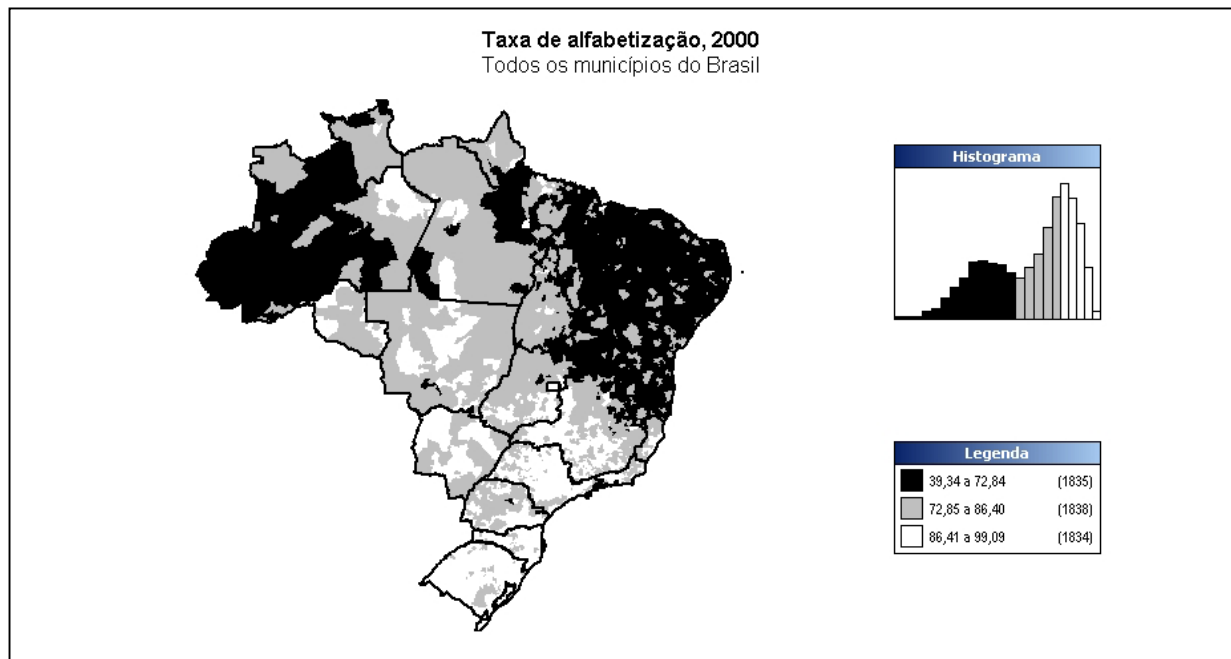 Taxa de alfabetização, 2000
Todos os municípios do Brasil
Histograma
Legenda
39,34 a 72,84 (1835)
72,85 a 86,40 (1838)
86,41 a 99,09 (1834)